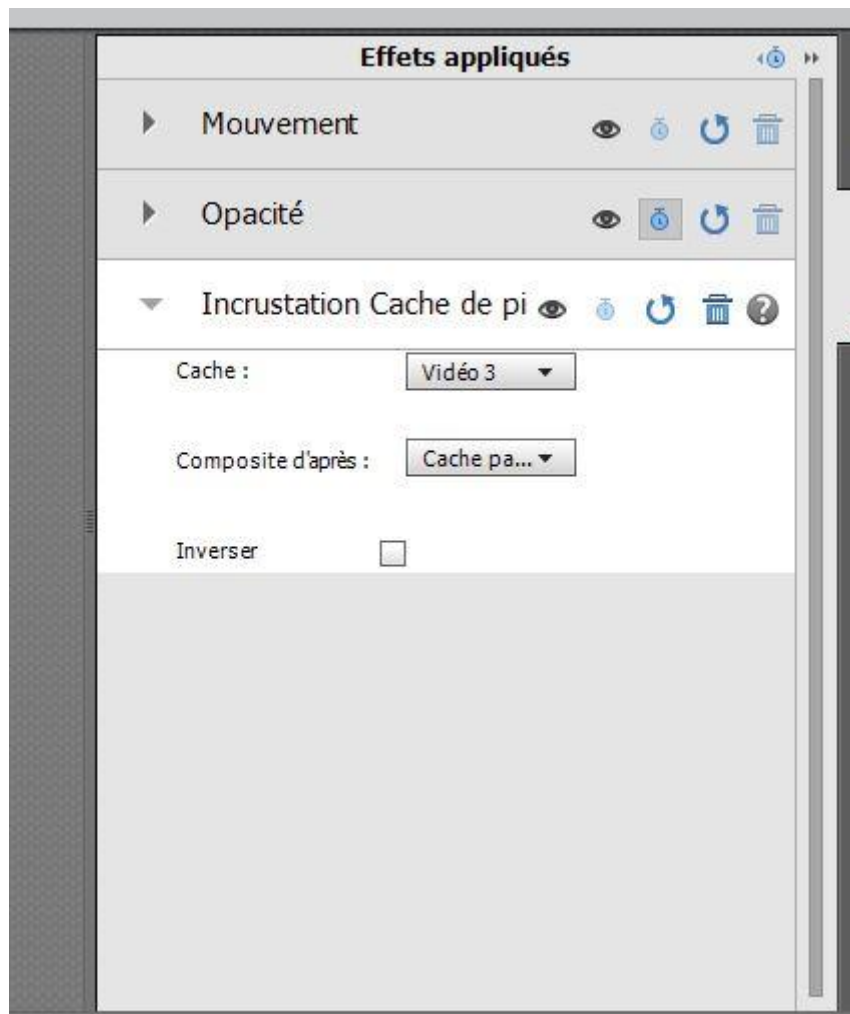 Effets appliqués
Mouvement
Opacité
Incrustation Cache de pi
Cache :
Vidéo 3
Composite d'après :
Cache pa...
Inverser